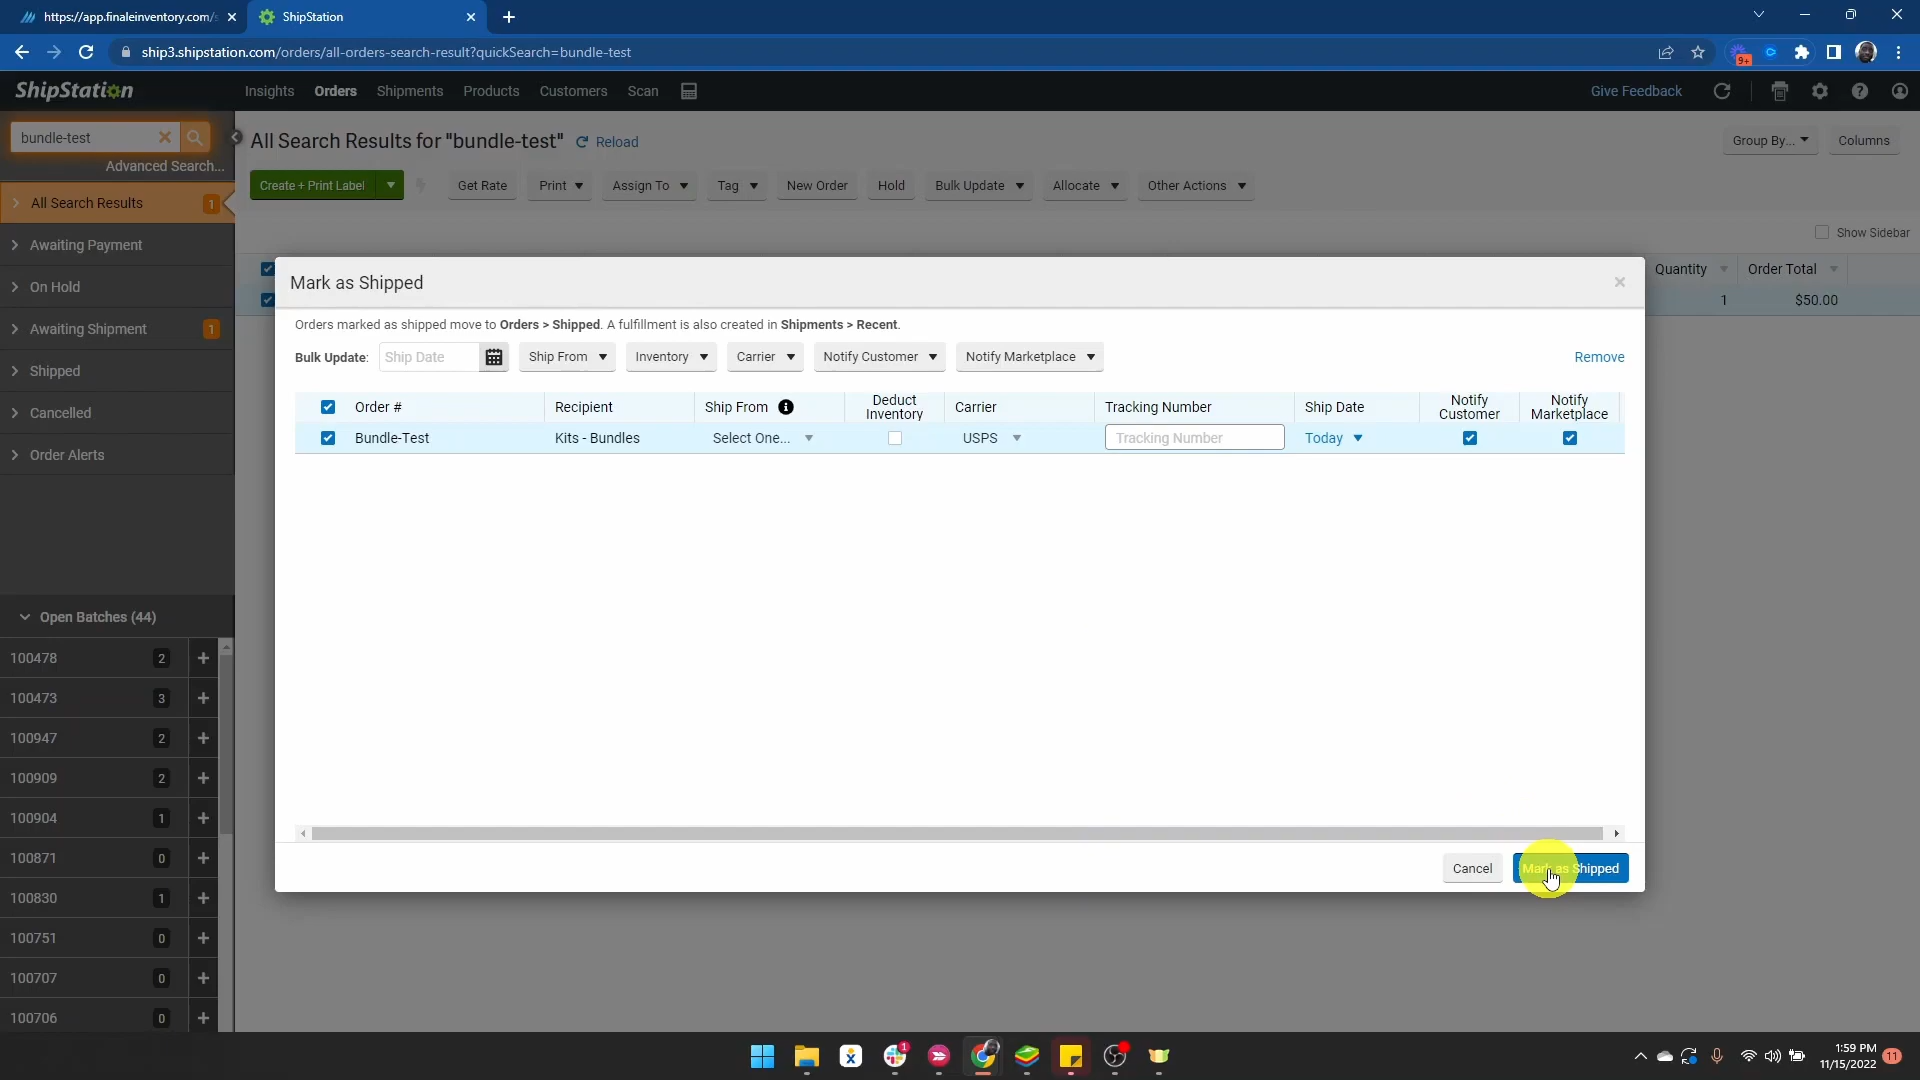 https://app.finaleinventory.com/s
ShipStation
ship3.shipstation.com/orders/all-orders-search-result?quickSearch=bundle-test
9+
ShipStation
Insights
Orders
Shipments
Products
Customers
Scan
Give Feedback
bundle-test
Advanced Search...
All Search Results for "bundle-test"
Reload
Group By...
Columns
Create + Print Label
Get Rate
Print
Assign To
Tag
New Order
Hold
Bulk Update
Allocate
Other Actions
Show Sidebar
All Search Results 1
Awaiting Payment
On Hold
Awaiting Shipment 1
Shipped
Cancelled
Order Alerts
Quantity
Order Total
1
$50.00
Mark as Shipped
Orders marked as shipped move to Orders > Shipped. A fulfillment is also created in Shipments > Recent.
Bulk Update:
Ship Date
Ship From
Inventory
Carrier
Notify Customer
Notify Marketplace
Remove
Order #
Recipient
Ship From
Deduct
Inventory
Carrier
Tracking Number
Ship Date
Notify
Customer
Notify
Marketplace
Bundle-Test
Kits - Bundles
Select One...
USPS
Tracking Number
Today
Cancel
Mark as Shipped
Open Batches (44)
100478 2
100473 3
100947 2
100909 2
100904 1
100871 0
100830 1
100751 0
100707 0
100706 0
1
1:59 PM
11/15/2022
11